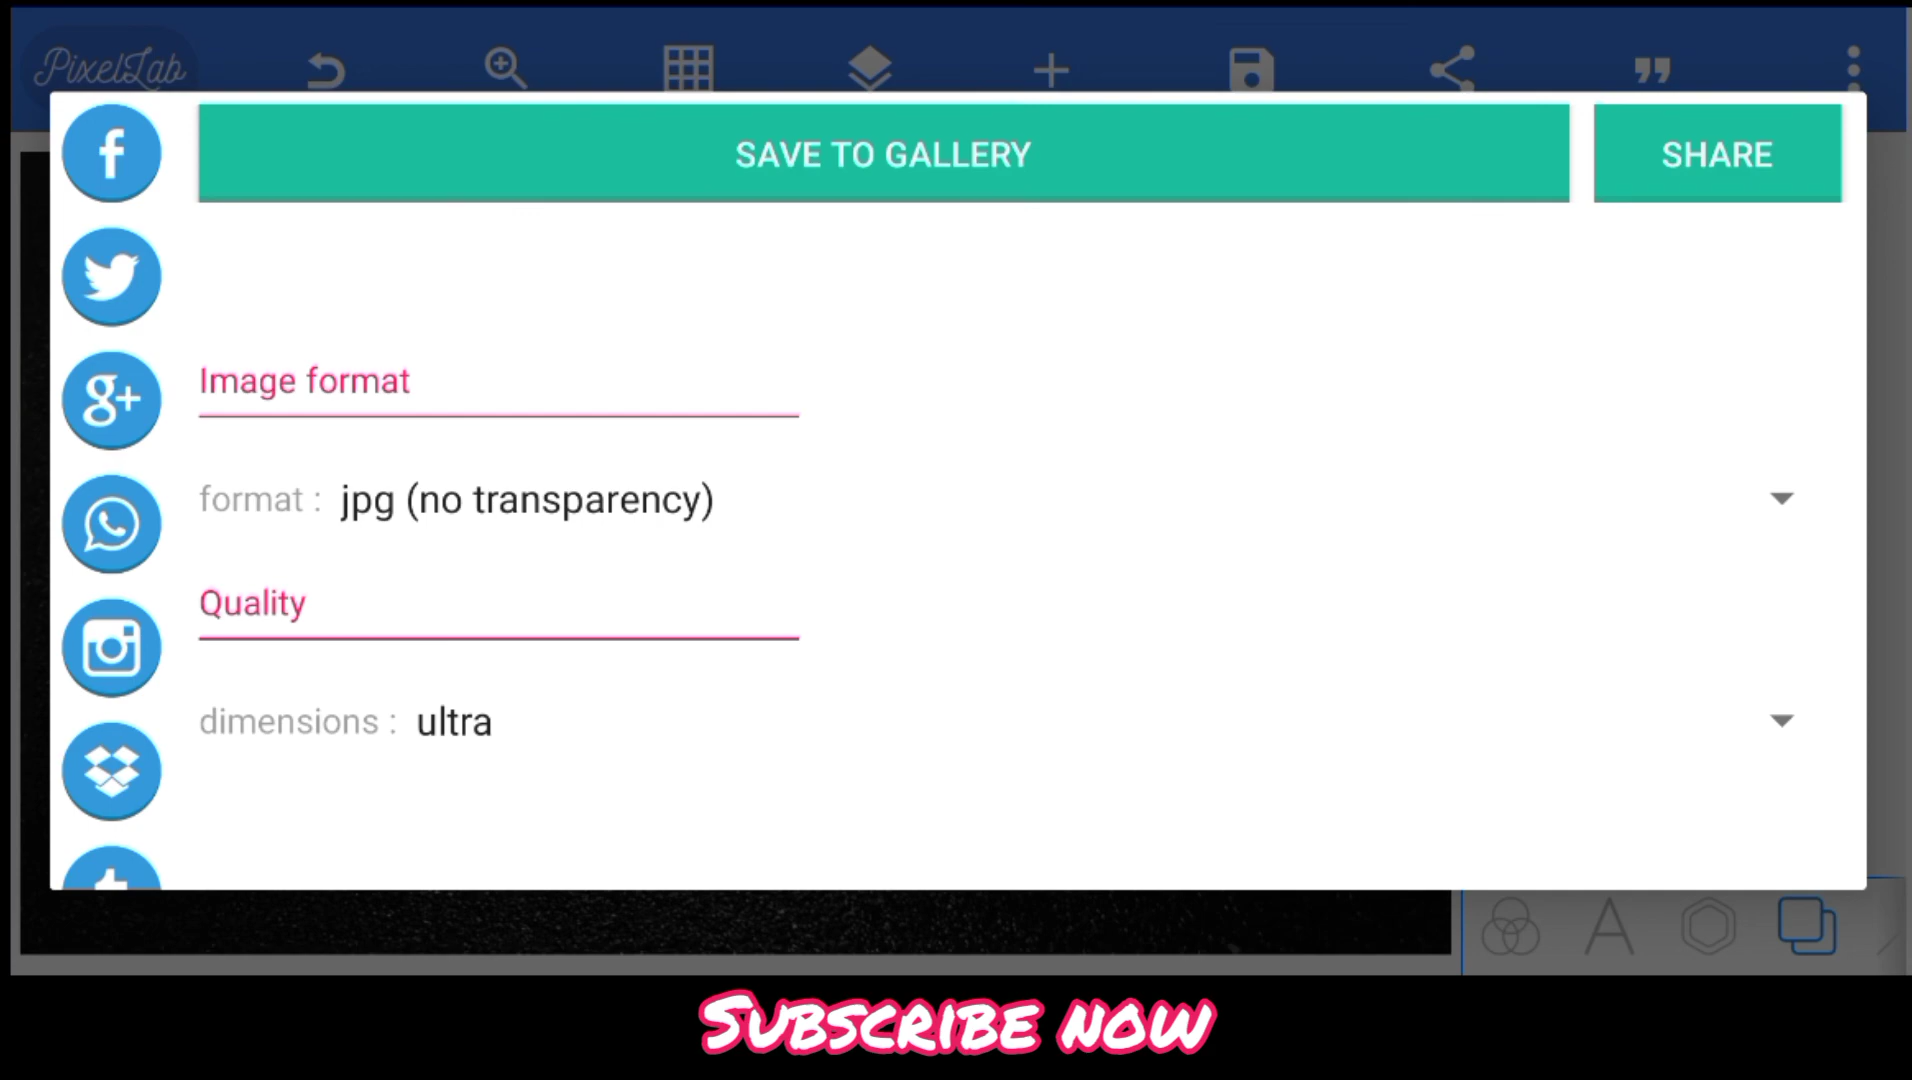 PixelLab
SAVE TO GALLERY
SHARE
Image format
format : jpg (no transparency)
Quality
dimensions : ultra
SUBSCRIBE NOW